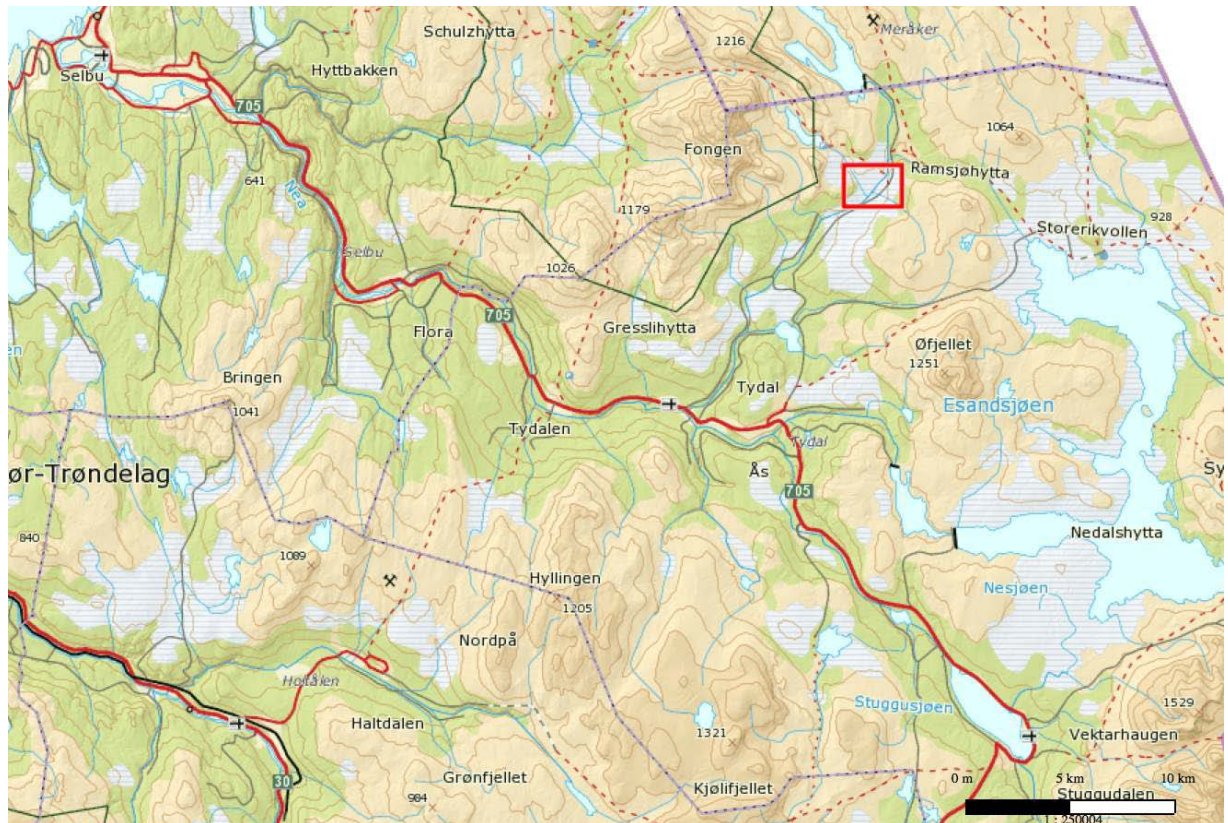 1216
Meråker
Schulzhytta
Selbu
Hyttbakken
705
1064
Fongen
Ramsjøhytta
641
Nea
1179
928
Storerikvollen
Selbu
1026
705
Flora
Gresslihytta
Øfjellet
1251
Bringen
Tydal
Esandsjøen
1041
Tydalen
Tydal
ør-Trøndelag
Ås
Sy
705
840
Nedalshytta
1089
Hyllingen
Nesjøen
1205
Nordpå
Holtålen
Stuggusjøen
1529
Haltdalen
1321
Vektarhaugen
30
Grønfjellet
0 m 5 km 10 km
984
Kjølifjellet
Stuggudalen
1 : 250004